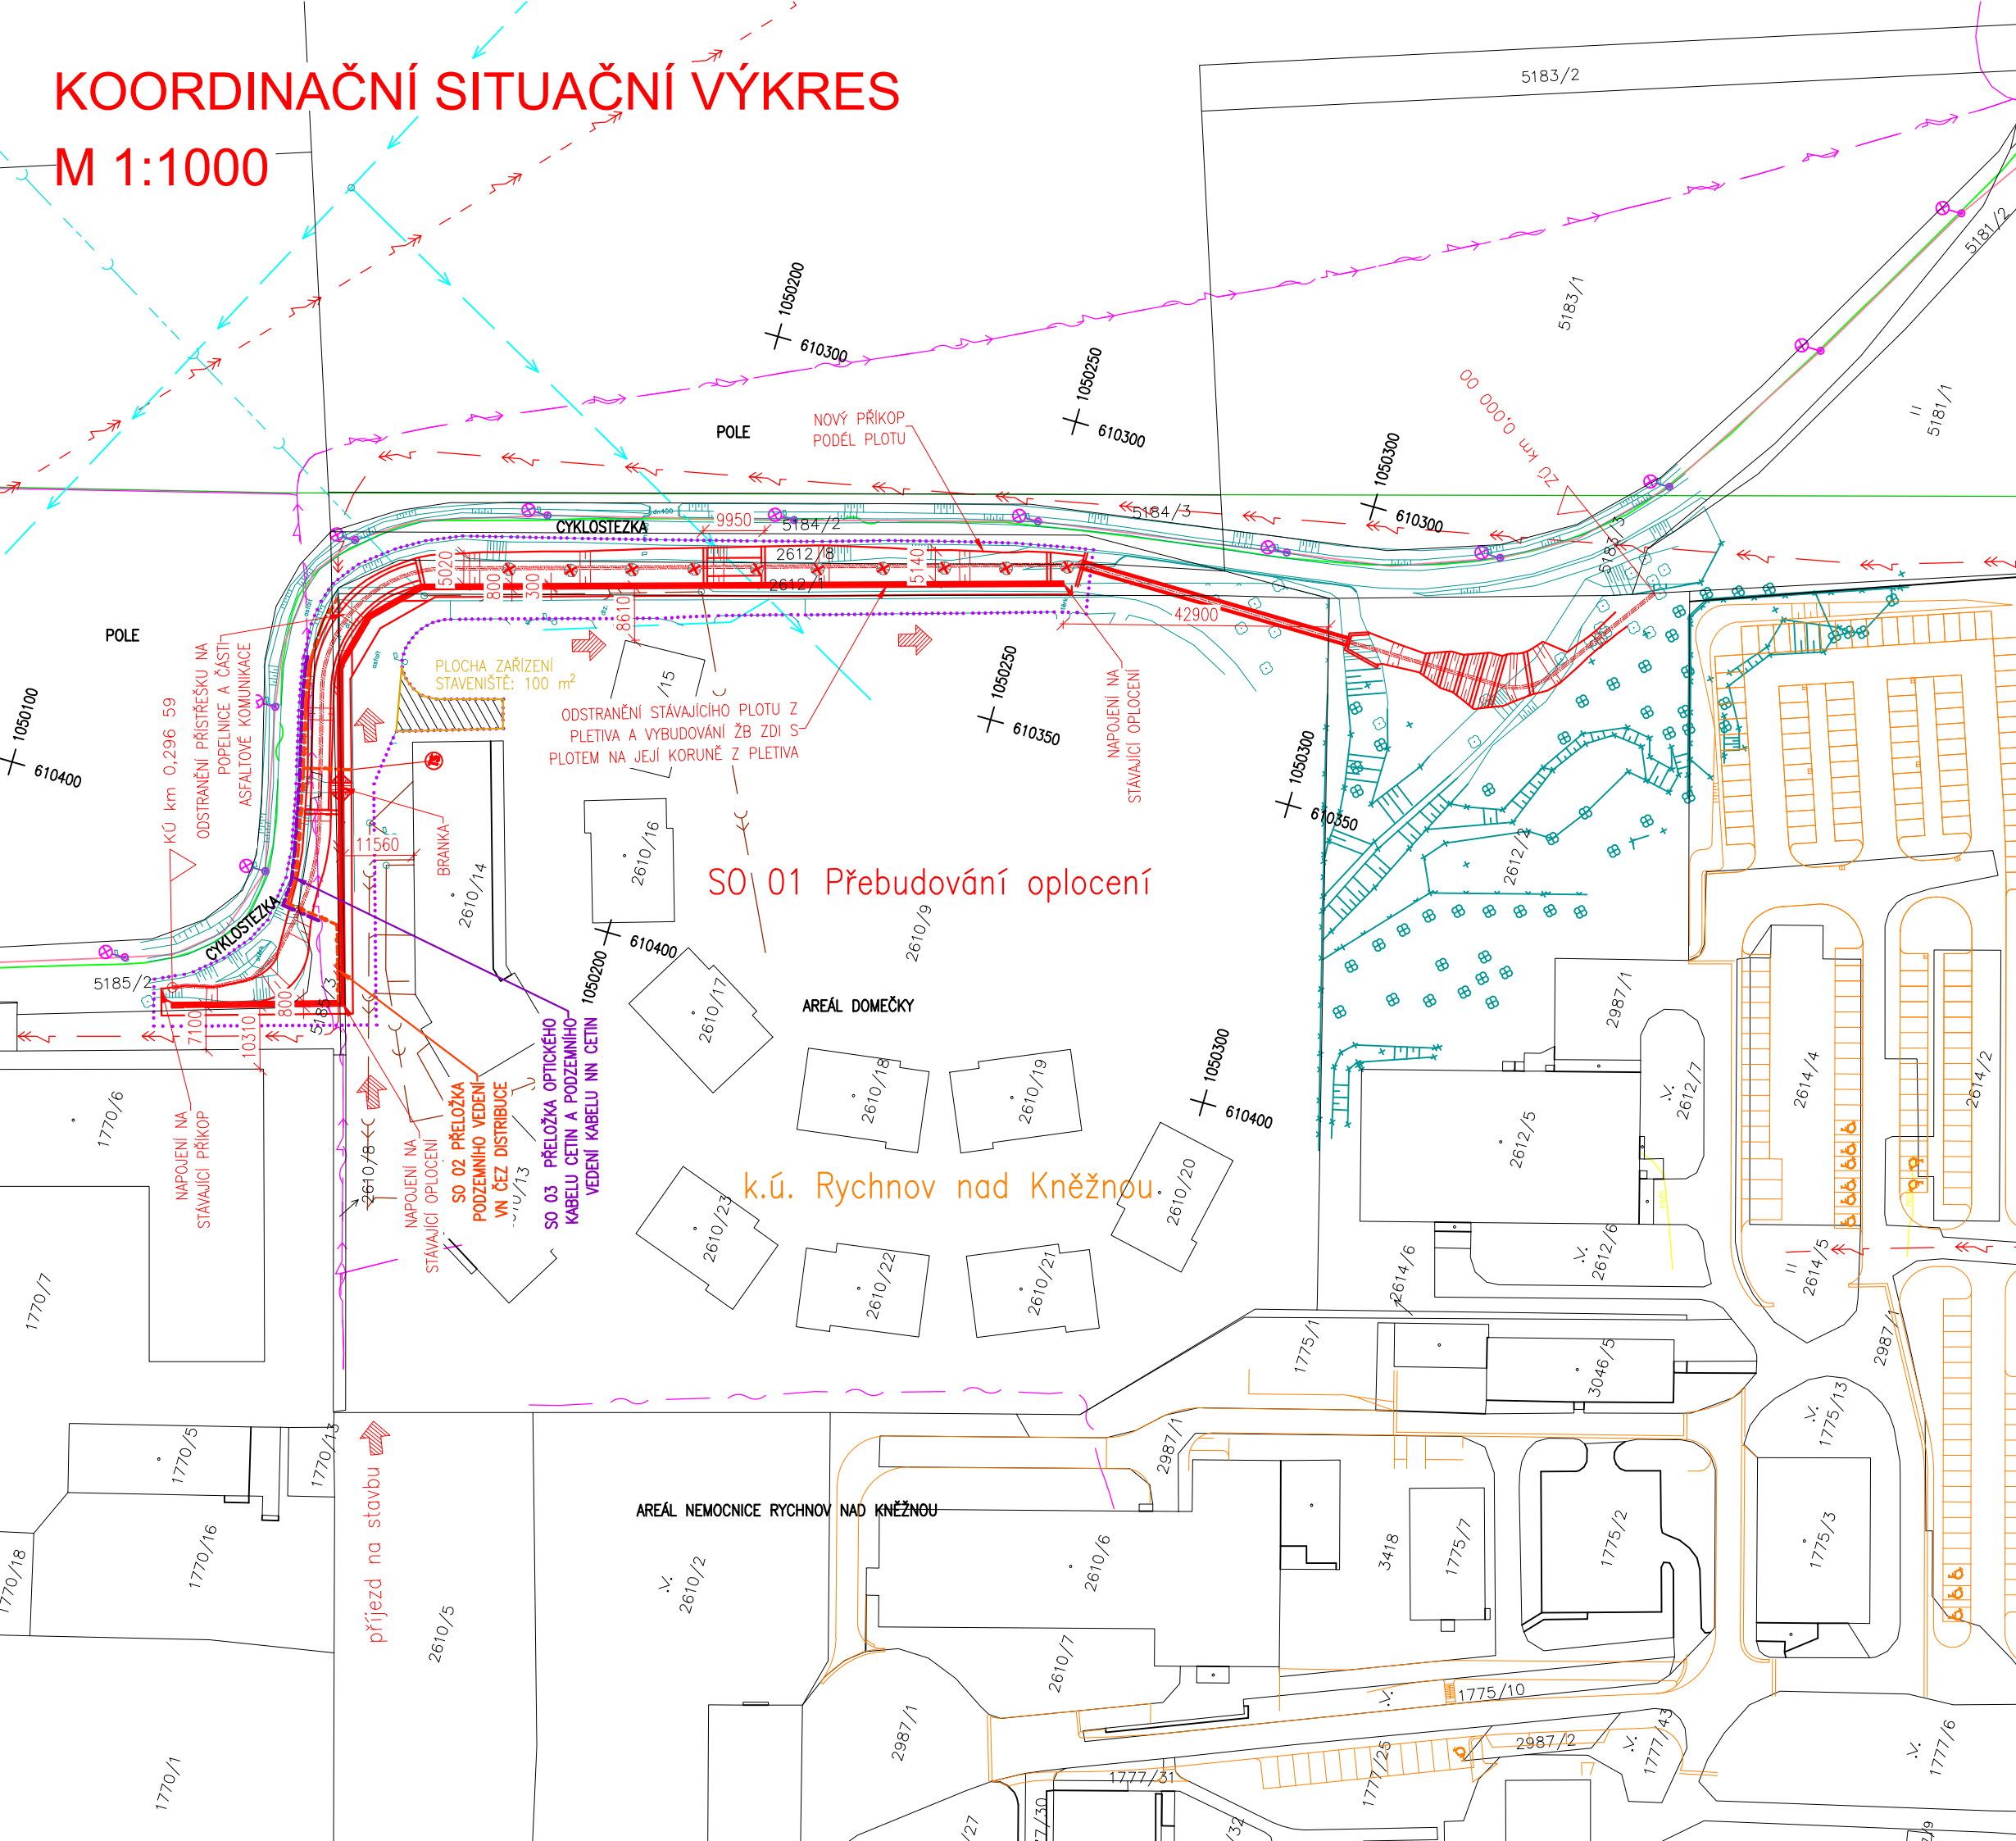 KOORDINAČNÍ SITUAČNÍ VÝKRES
M 1:1000
5183/2
5181/2
5183/1
5181/1
1050200
610300
1050250
610300
1050300
610300
ZÚ km 0,000 00
POLE
NOVÝ PŘÍKOP
PODÉL PLOTU
CYKLOSTEZKA
dn400
9950
5184/2
5184/3
5183/3
2612/8
2612/1
5020
800
300
8610
5140
42900
POLE
1050100
610400
KÚ km 0,296 59
ODSTRANĚNÍ PŘÍSTŘEŠKU NA
POPELNICE A ČÁSTI
ASFALTOVÉ KOMUNIKACE
PLOCHA ZAŘÍZENÍ
STAVENIŠTĚ: 100 m²
/15
ODSTRANĚNÍ STÁVAJÍCÍHO PLOTU Z
PLETIVA A VYBUDOVÁNÍ ŽB ZDI S
PLOTEM NA JEJÍ KORUNĚ Z PLETIVA
1050250
610350
NAPOJENÍ NA
STÁVAJÍCÍ OPLOCENÍ
1050300
610350
BRANKA
11560
2610/14
2610/16
SO 01 Přebudování oplocení
2610/9
2612/2
CYKLOSTEZKA
5185/2
5185/3
7100
10310
800
1050200
610400
2610/17
AREÁL DOMEČKY
2610/18
2610/19
1050300
610400
2987/1
2612/7
2614/4
2614/2
2612/5
1770/6
NAPOJENÍ NA
STÁVAJÍCÍ PŘÍKOP
2610/8
NAPOJENÍ NA
STÁVAJÍCÍ OPLOCENÍ
SO 02 PŘELOŽKA
PODZEMNÍHO VEDENÍ
VN ČEZ DISTRIBUCE
SO 03 PŘELOŽKA OPTICKÉHO
KABELU CETIN A PODZEMNÍHO
VEDENÍ KABELU NN CETIN
k.ú. Rychnov nad Kněžnou
2610/20
2610/23
2610/22
2610/21
2614/6
2612/6
2614/5
1770/7
1775/1
3046/5
2987/1
1775/13
1770/5
1770/13
2987/1
příjezd na stavbu
AREÁL NEMOCNICE RYCHNOV NAD KNĚŽNOU
1770/18
1770/16
2610/5
2610/2
2610/6
3418
1775/7
1775/2
1775/3
2610/7
1775/10
2987/1
2987/2
1777/43
1777/6
1770/1
1777/31
1777/25
7/30
/27
/32